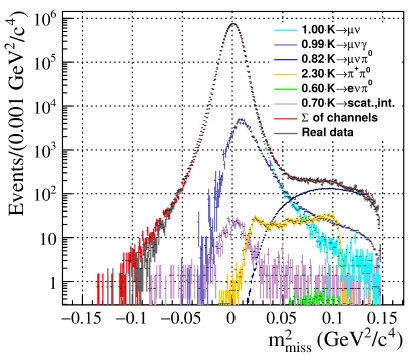 Events/(0.001 GeV²/c⁴)
10⁶
10⁵
10⁴
10³
10²
10
1
1.00·K→μν
0.99·K→μνγ
0.82·K→μνπ⁰
2.30·K→π⁺π⁰
0.60·K→eνπ⁰
0.70·K→scat.,int.
Σ of channels
Real data
−0.15 −0.1 −0.05 0 0.05 0.1 0.15
m²miss (GeV²/c⁴)